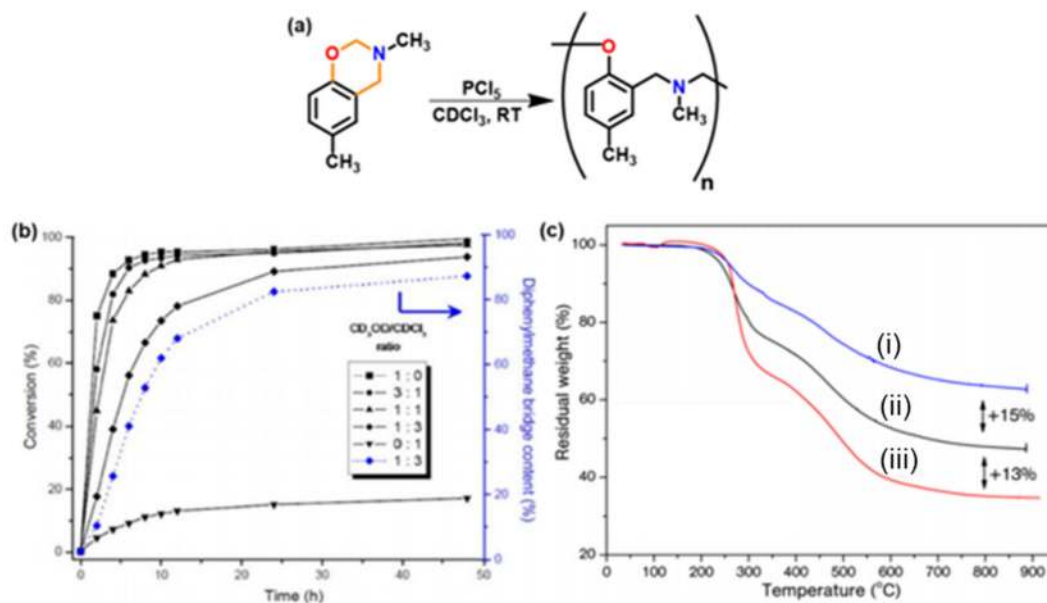 (a)
O
N
CH₃
CH₃
PCl₅
CDCl₃, RT
O
N
CH₃
CH₃
n
(b)
100
80
60
40
20
0
Conversion (%)
0 10 20 30 40 50
Time (h)
CD₃OD/CDCl₃
ratio
1 : 0
3 : 1
1 : 1
1 : 3
0 : 1
1 : 3
100
80
60
40
20
0
Diphenylmethane bridge content (%)
(c)
100
80
60
40
20
Residual weight (%)
(i)
(ii)
(iii)
+15%
+13%
0 100 200 300 400 500 600 700 800 900
Temperature (°C)